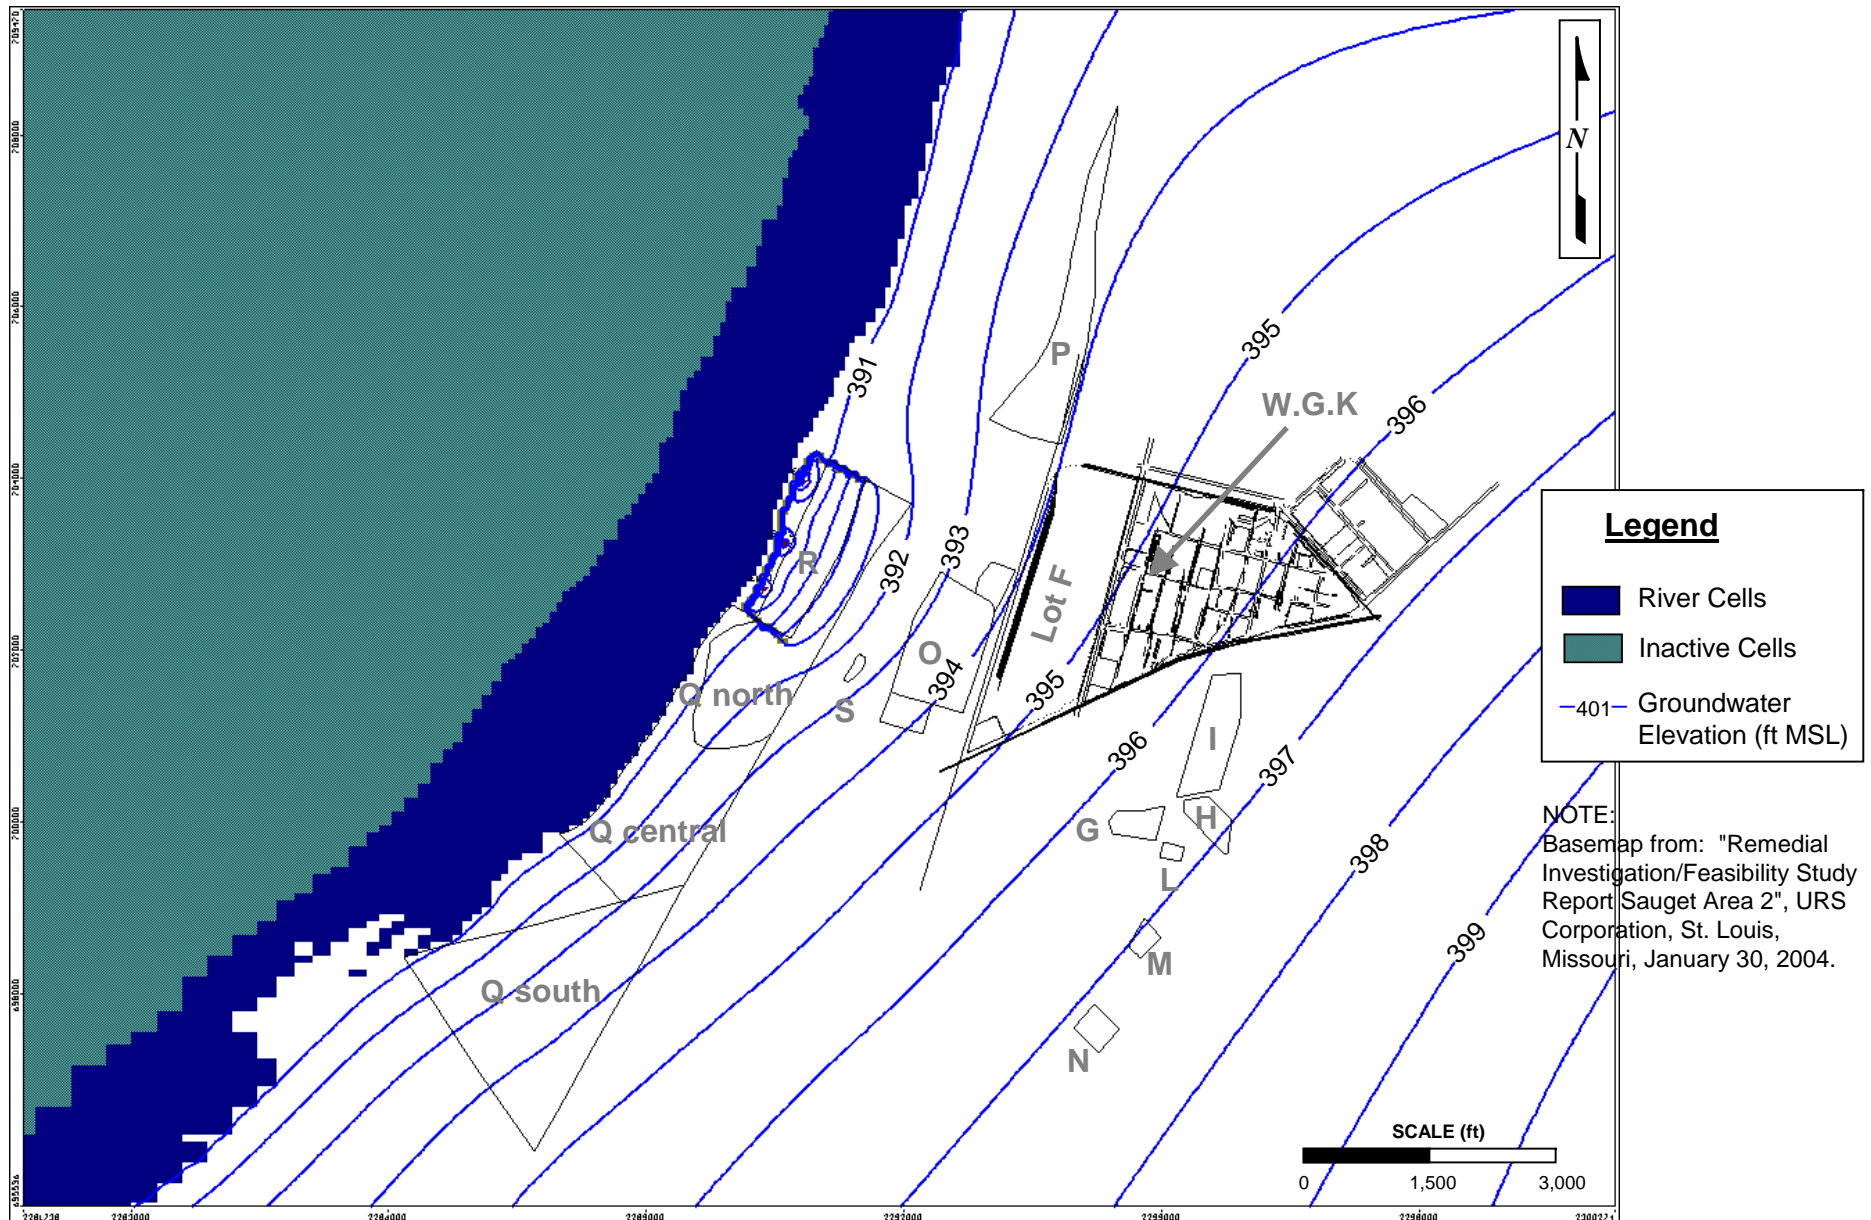 N
391
P
395
W.G.K
396
393
R
392
Lot F
O
394
S
Q north
395
396
I
397
Q central
G
H
L
398
399
M
Q south
N
Legend
River Cells
Inactive Cells
401 Groundwater
Elevation (ft MSL)
NOTE:
Basemap from: "Remedial
Investigation/Feasibility Study
Report Sauget Area 2", URS
Corporation, St. Louis,
Missouri, January 30, 2004.
SCALE (ft)
0 1,500 3,000